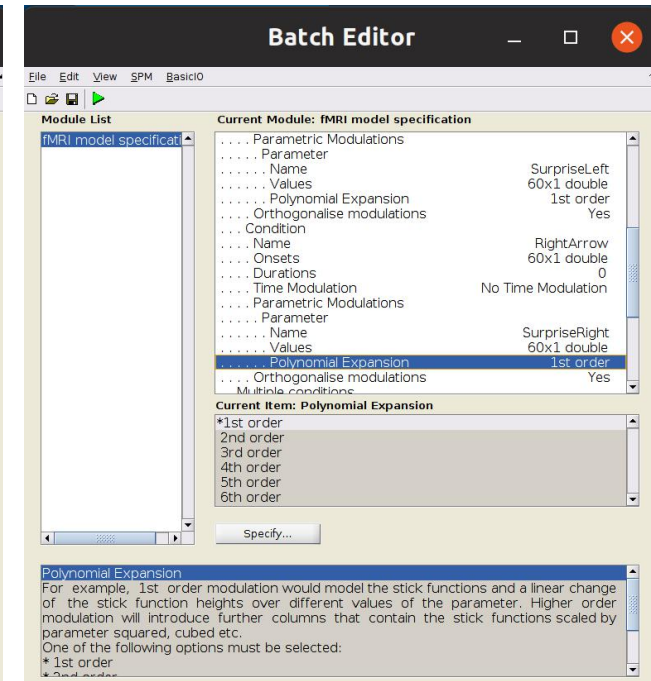 Batch Editor
File Edit View SPM BasicIO
Module List
Current Module: fMRI model specification
fMRI model specificati
. . . . Parametric Modulations
. . . . . Parameter
. . . . . . Name SurpriseLeft
. . . . . . Values 60x1 double
. . . . . . Polynomial Expansion 1st order
. . . . Orthogonalise modulations Yes
. . . Condition
. . . . Name RightArrow
. . . . Onsets 60x1 double
. . . . Durations 0
. . . . Time Modulation No Time Modulation
. . . . Parametric Modulations
. . . . . Parameter
. . . . . . Name SurpriseRight
. . . . . . Values 60x1 double
. . . . . . Polynomial Expansion 1st order
. . . . Orthogonalise modulations Yes
Multiple conditions
Current Item: Polynomial Expansion
*1st order
2nd order
3rd order
4th order
5th order
6th order
Specify...
Polynomial Expansion
For example, 1st order modulation would model the stick functions and a linear change
of the stick function heights over different values of the parameter. Higher order
modulation will introduce further columns that contain the stick functions scaled by
parameter squared, cubed etc.
One of the following options must be selected:
* 1st order
* 2nd order